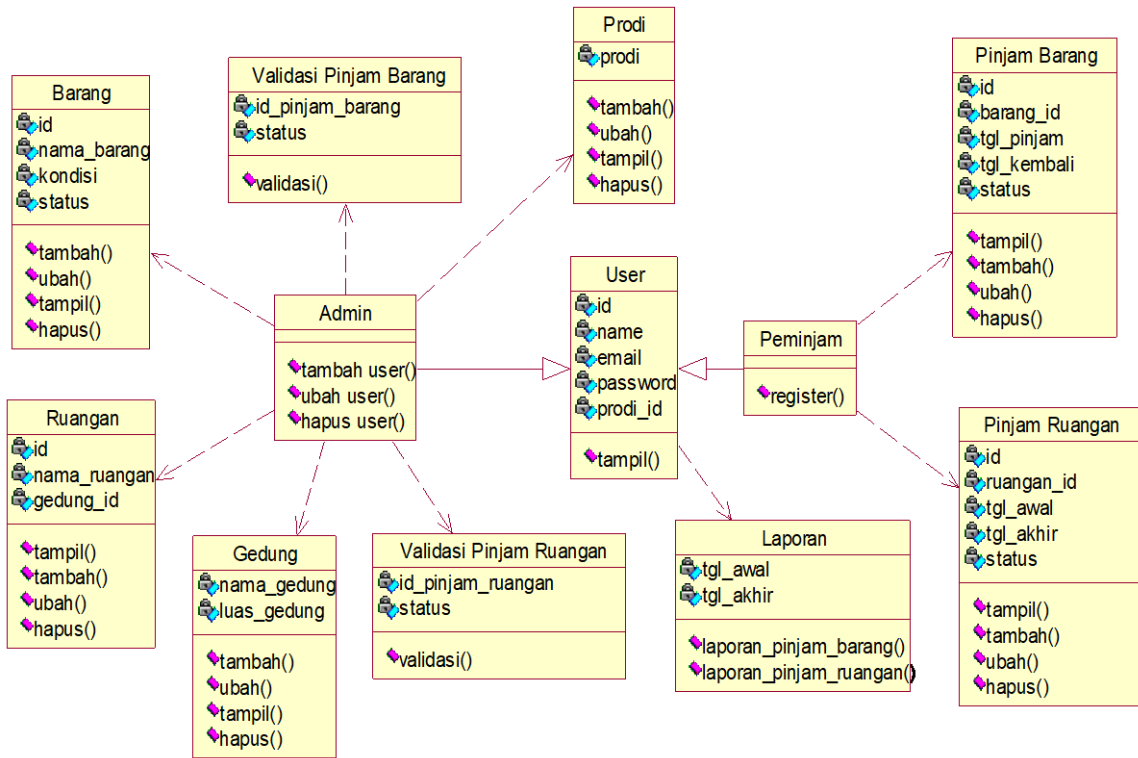 Prodi
prodi
tambah()
ubah()
tampil()
hapus()
Validasi Pinjam Barang
id_pinjam_barang
status
validasi()
Barang
id
nama_barang
kondisi
status
tambah()
ubah()
tampil()
hapus()
Pinjam Barang
id
barang_id
tgl_pinjam
tgl_kembali
status
tampil()
tambah()
ubah()
hapus()
Admin
tambah user()
ubah user()
hapus user()
User
id
name
email
password
prodi_id
tampil()
Peminjam
register()
Ruangan
id
nama_ruangan
gedung_id
tampil()
tambah()
ubah()
hapus()
Gedung
nama_gedung
luas_gedung
tambah()
ubah()
tampil()
hapus()
Validasi Pinjam Ruangan
id_pinjam_ruangan
status
validasi()
Laporan
tgl_awal
tgl_akhir
laporan_pinjam_barang()
laporan_pinjam_ruangan()
Pinjam Ruangan
id
ruangan_id
tgl_awal
tgl_akhir
status
tampil()
tambah()
ubah()
hapus()